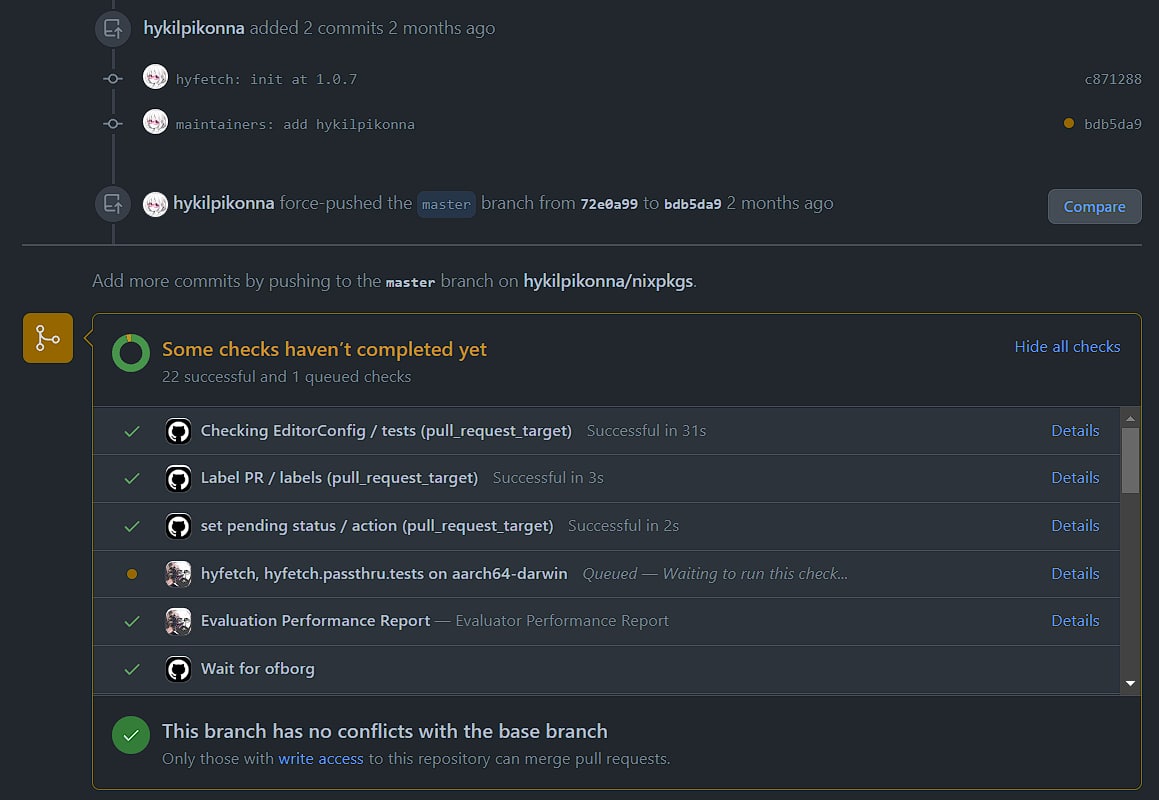 hykilpikonna added 2 commits 2 months ago
hyfetch: init at 1.0.7 c871288
maintainers: add hykilpikonna bdb5da9
hykilpikonna force-pushed the master branch from 72e0a99 to bdb5da9 2 months ago Compare
Add more commits by pushing to the master branch on hykilpikonna/nixpkgs.
Some checks haven’t completed yet Hide all checks
22 successful and 1 queued checks
Checking EditorConfig / tests (pull_request_target) Successful in 31s Details
Label PR / labels (pull_request_target) Successful in 3s Details
set pending status / action (pull_request_target) Successful in 2s Details
hyfetch, hyfetch.passthru.tests on aarch64-darwin Queued — Waiting to run this check... Details
Evaluation Performance Report — Evaluator Performance Report Details
Wait for ofborg
This branch has no conflicts with the base branch
Only those with write access to this repository can merge pull requests.